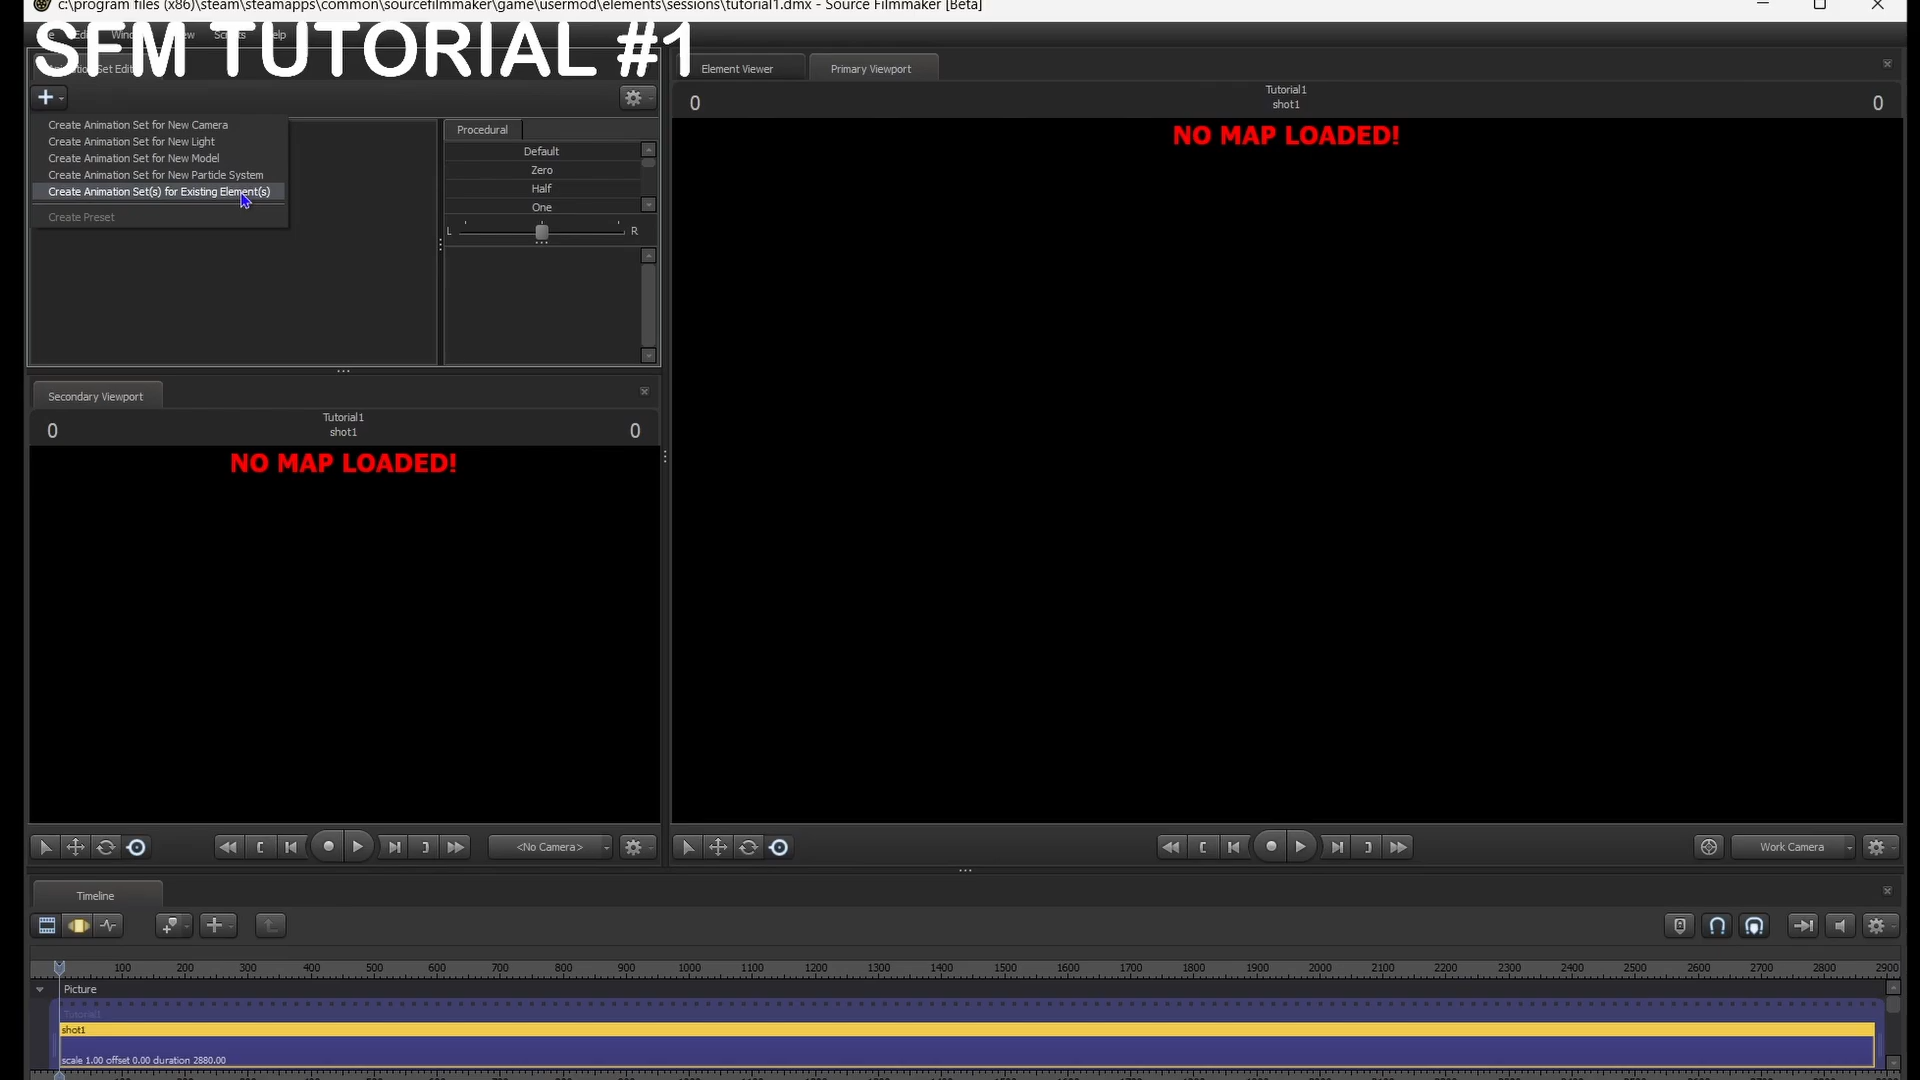 c:\program files (x86)\steam\steamapps\common\sourcefilmmaker\game\usermod\elements\sessions\tutorial1.dmx - Source Filmmaker [Beta]
SFM TUTORIAL #1
Element Viewer
Primary Viewport
0
Tutorial1
shot1
0
NO MAP LOADED!
Create Animation Set for New Camera
Create Animation Set for New Light
Create Animation Set for New Model
Create Animation Set for New Particle System
Create Animation Set(s) for Existing Element(s)
Create Preset
Procedural
Default
Zero
Half
One
L
R
Secondary Viewport
0
Tutorial1
shot1
0
NO MAP LOADED!
<No Camera>
Work Camera
Timeline
100 200 300 400 500 600 700 800 900 1000 1100 1200 1300 1400 1500 1600 1700 1800 1900 2000 2100 2200 2300 2400 2500 2600 2700 2800 2900
Picture
Tutorial1
shot1
scale 1.00 offset 0.00 duration 2880.00